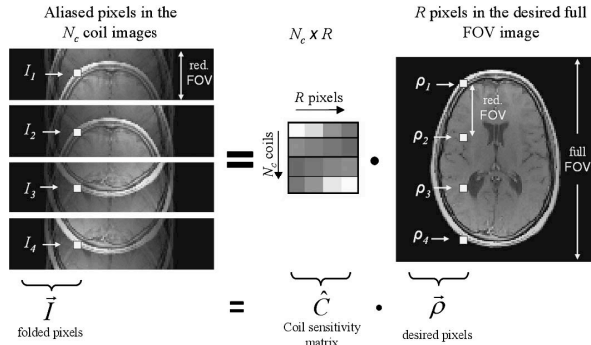 Aliased pixels in the
N_c coil images
N_c x R
R pixels in the desired full
FOV image
I_1
red.
FOV
I_2
I_3
I_4
R pixels
N_c coils
=
•
ρ_1
ρ_2
ρ_3
ρ_4
red.
FOV
full
FOV
I⃗ = Ĉ • ρ⃗
folded pixels
Coil sensitivity
matrix
desired pixels